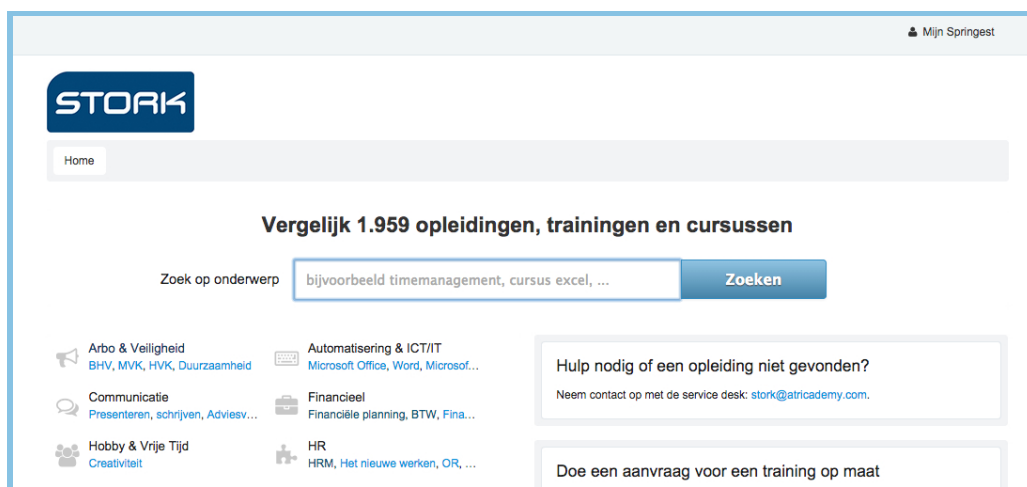 Mijn Springest
STORK
Home
Vergelijk 1.959 opleidingen, trainingen en cursussen
Zoek op onderwerp
bijvoorbeeld timemanagement, cursus excel, ...
Zoeken
Arbo & Veiligheid
BHV, MVK, HVK, Duurzaamheid
Automatisering & ICT/IT
Microsoft Office, Word, Microsof...
Communicatie
Presenteren, schrijven, Adviesv...
Financieel
Financiële planning, BTW, Fina...
Hobby & Vrije Tijd
Creativiteit
HR
HRM, Het nieuwe werken, OR, ...
Hulp nodig of een opleiding niet gevonden?
Neem contact op met de service desk: stork@atricademy.com.
Doe een aanvraag voor een training op maat